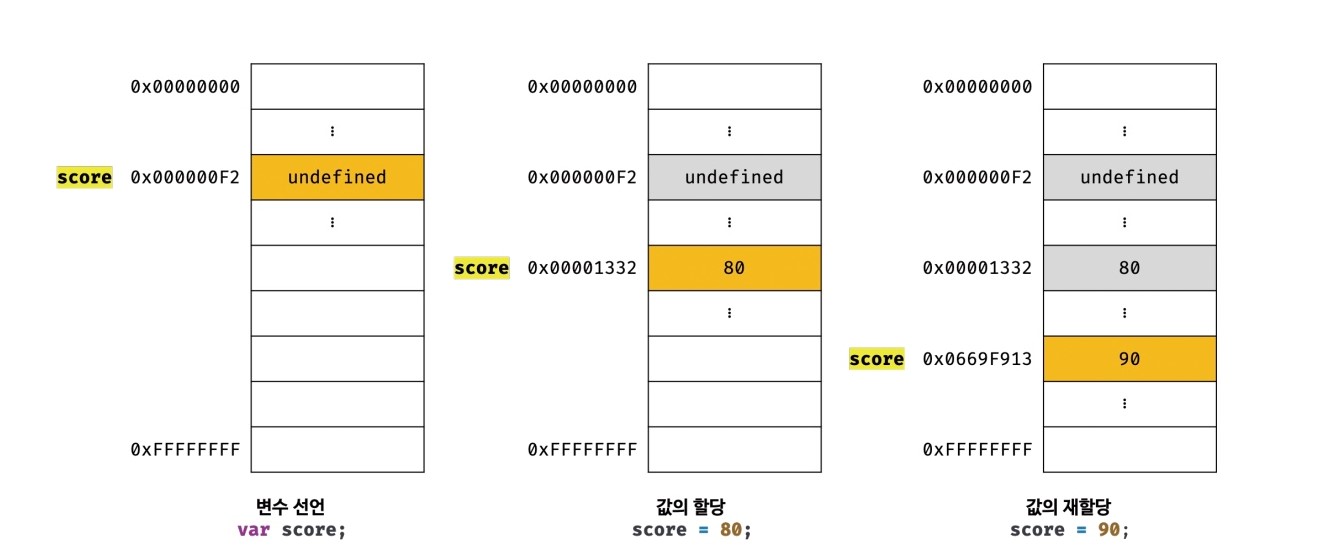 0x00000000
⋮
score 0x000000F2 undefined
⋮
0xFFFFFFFF
변수 선언
var score;
0x00000000
⋮
0x000000F2 undefined
⋮
score 0x00001332 80
⋮
0xFFFFFFFF
값의 할당
score = 80;
0x00000000
⋮
0x000000F2 undefined
⋮
0x00001332 80
⋮
score 0x0669F913 90
⋮
0xFFFFFFFF
값의 재할당
score = 90;